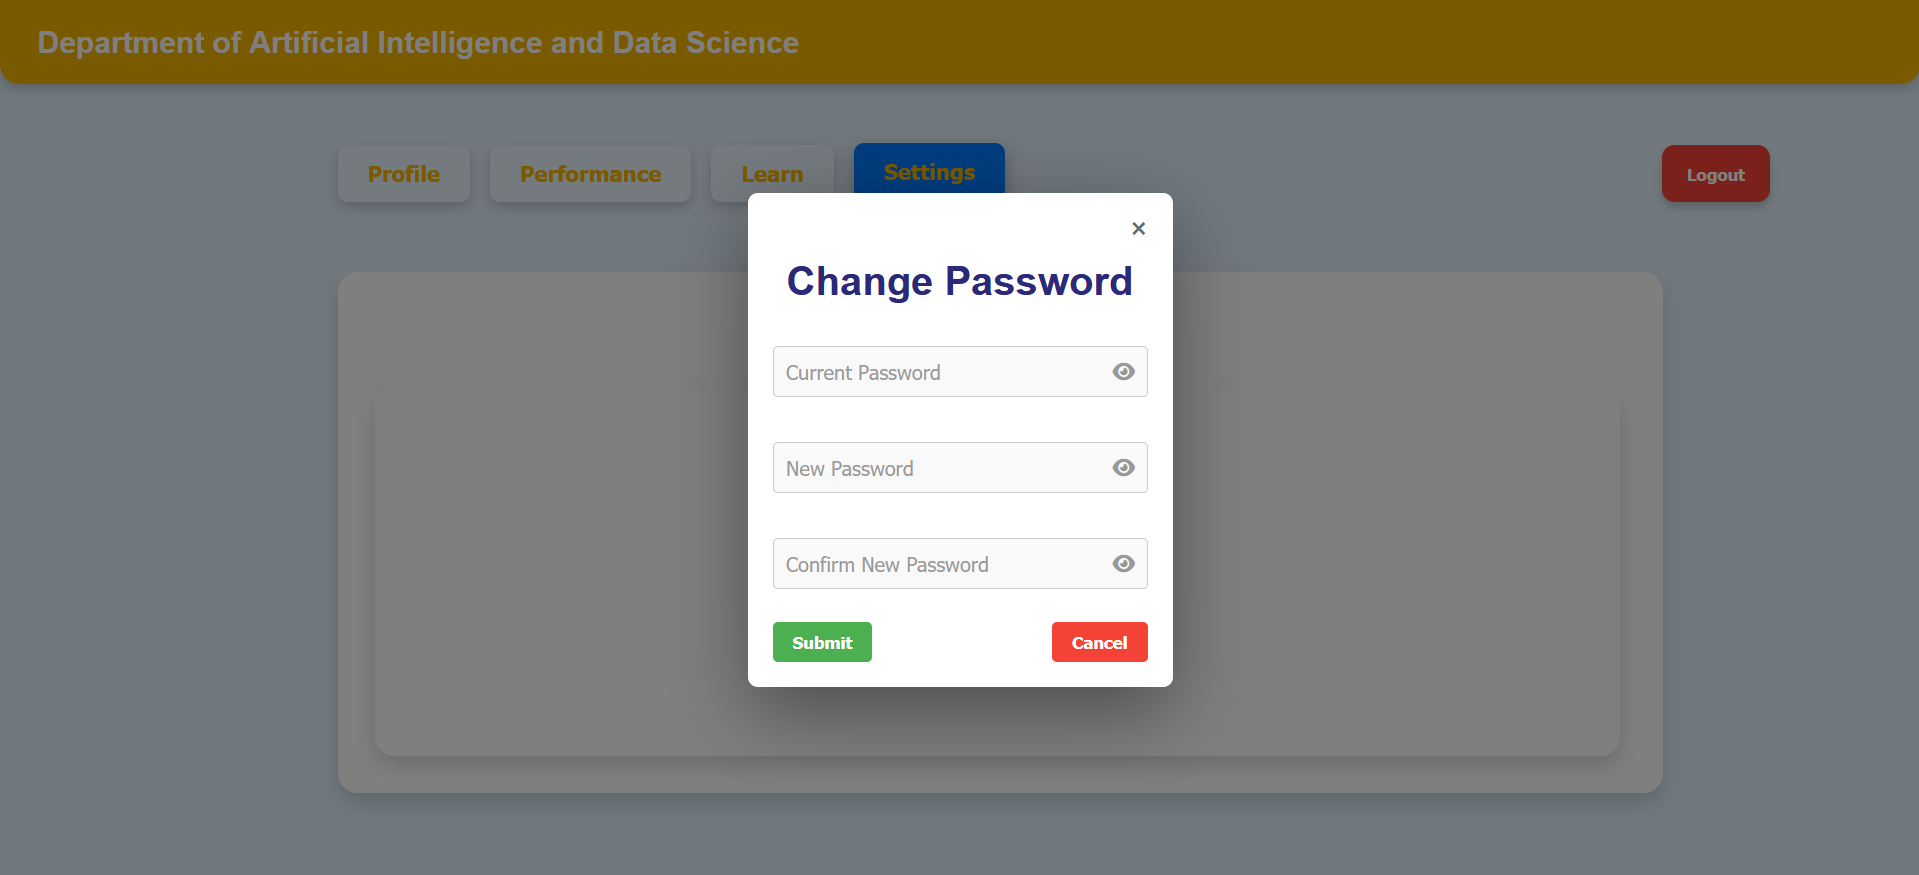 Department of Artificial Intelligence and Data Science
Profile
Performance
Learn
Settings
Logout
×
Change Password
Current Password
New Password
Confirm New Password
Submit
Cancel